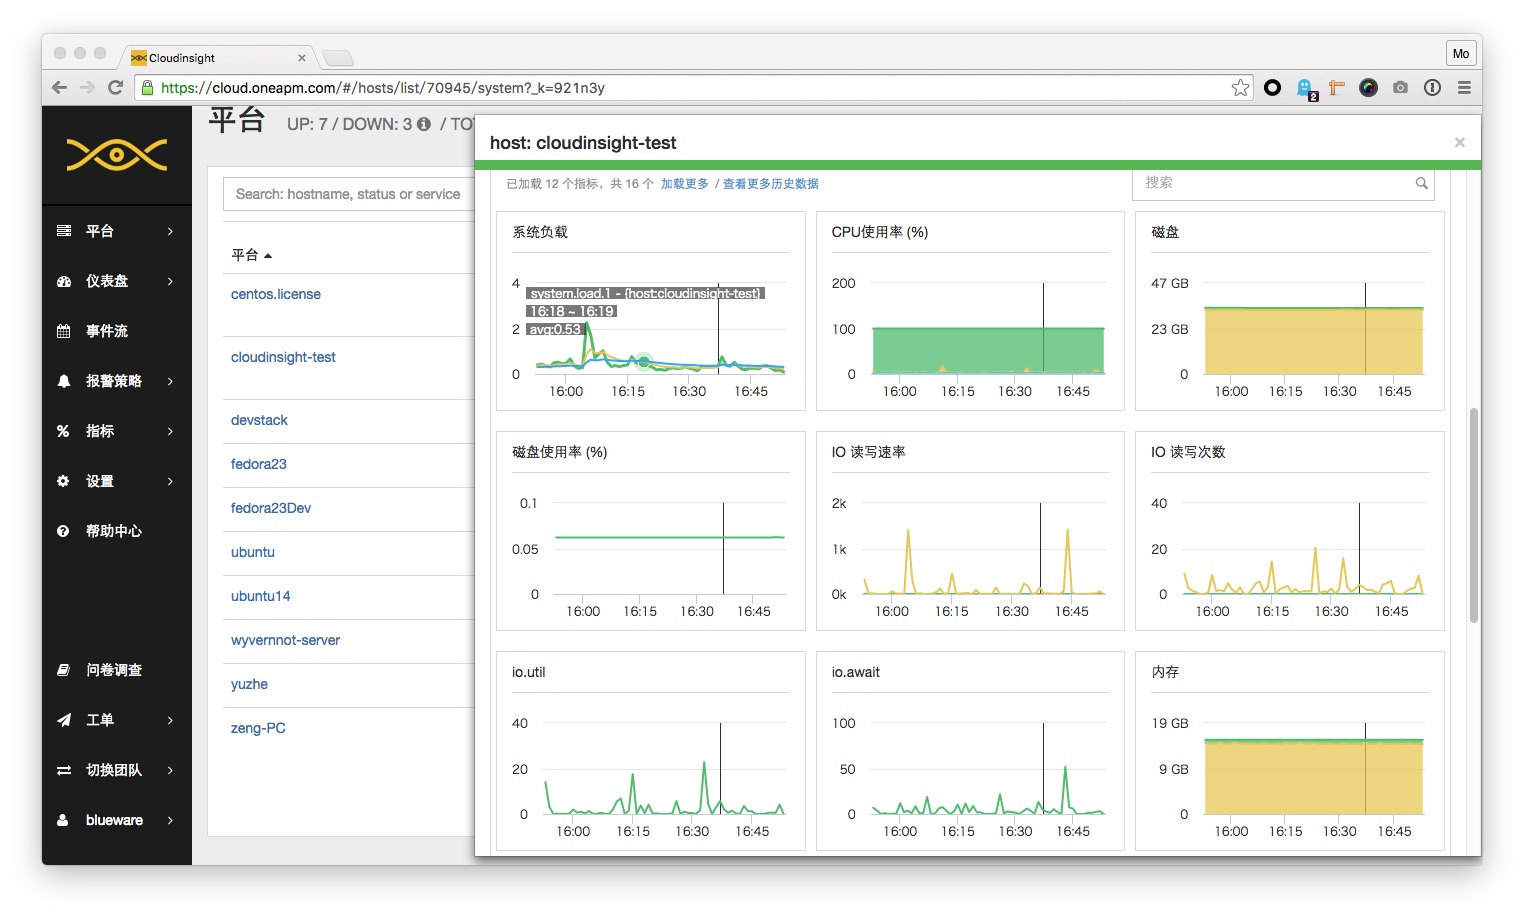 Cloudinsight
Mo
https://cloud.oneapm.com/#/hosts/list/70945/system?_k=921n3y
2
平台
UP: 7 / DOWN: 3 / TO
Search: hostname, status or service
平台
仪表盘
事件流
报警策略
指标
设置
帮助中心
问卷调查
工单
切换团队
blueware
平台
centos.license
cloudinsight-test
devstack
fedora23
fedora23Dev
ubuntu
ubuntu14
wyvernnot-server
yuzhe
zeng-PC
host: cloudinsight-test
×
已加载 12 个指标，共 16 个 加载更多 / 查看更多历史数据
搜索
系统负载
4
2
0
system.load.1 - {host:cloudinsight-test}
16:18 ~ 16:19
avg:0.53
16:00 16:15 16:30 16:45
CPU使用率 (%)
200
100
0
16:00 16:15 16:30 16:45
磁盘
47 GB
23 GB
0
16:00 16:15 16:30 16:45
磁盘使用率 (%)
0.1
0.05
0
16:00 16:15 16:30 16:45
IO 读写速率
2k
1k
0k
16:00 16:15 16:30 16:45
IO 读写次数
40
20
0
16:00 16:15 16:30 16:45
io.util
40
20
0
16:00 16:15 16:30 16:45
io.await
100
50
0
16:00 16:15 16:30 16:45
内存
19 GB
9 GB
0
16:00 16:15 16:30 16:45